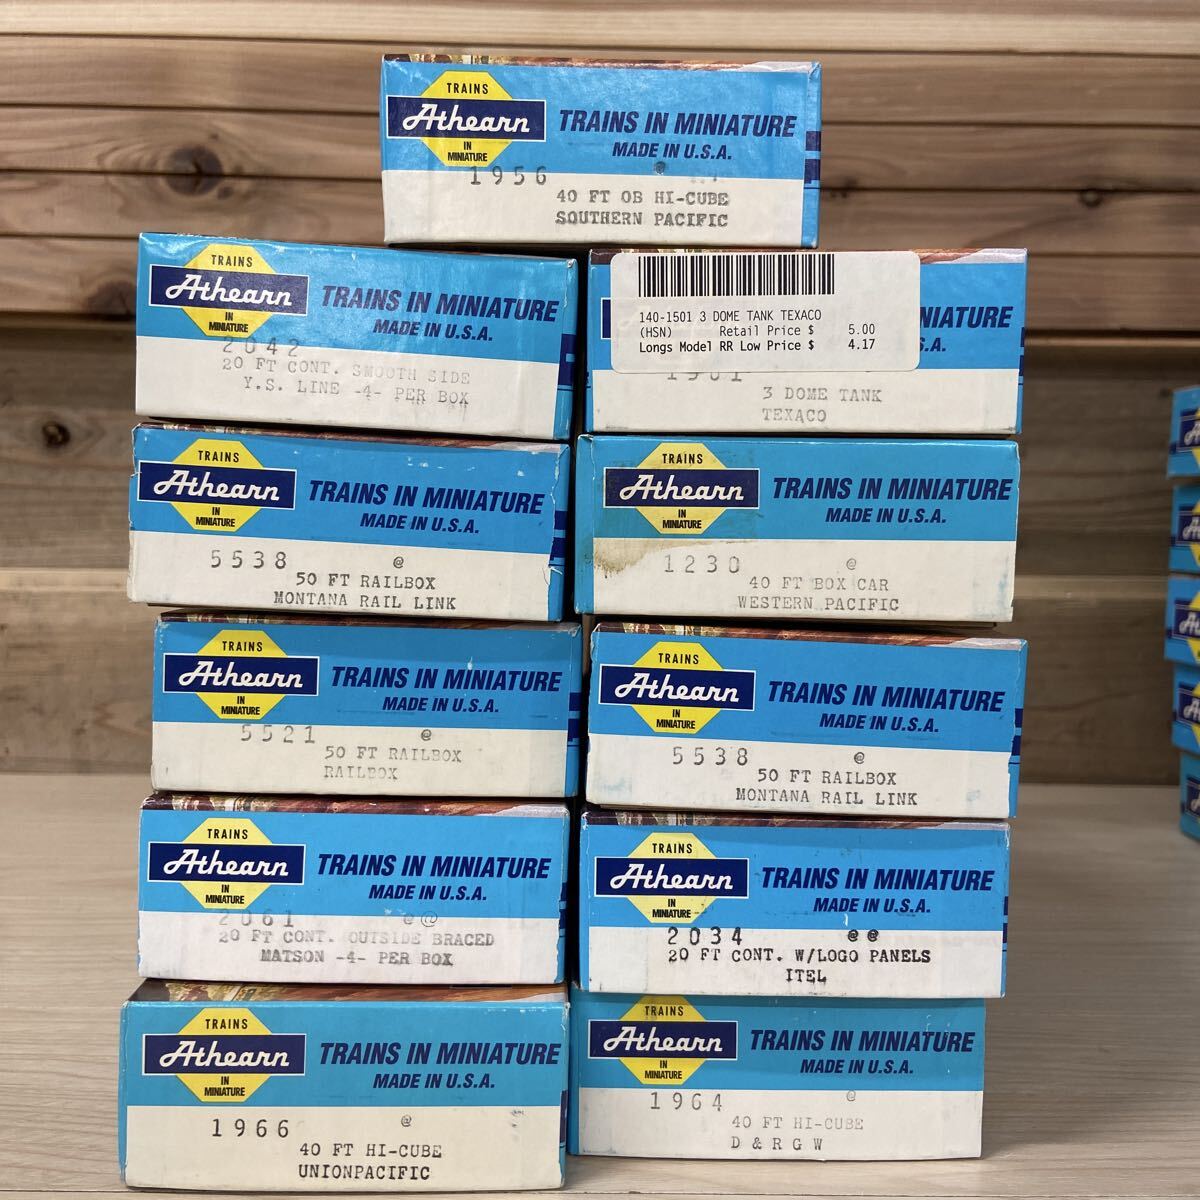 TRAINS
Athearn
IN
MINIATURE
TRAINS IN MINIATURE
MADE IN U.S.A.
1956 @
40 FT OB HI-CUBE
SOUTHERN PACIFIC
TRAINS
Athearn
IN
MINIATURE
TRAINS IN MINIATURE
MADE IN U.S.A.
2042
20 FT CONT. SMOOTH SIDE
Y.S. LINE -4- PER BOX
140-1501 3 DOME TANK TEXACO
(HSN) Retail Price $ 5.00
Longs Model RR Low Price $ 4.17
NIATURE
S.A.
3 DOME TANK
TEXACO
TRAINS
Athearn
IN
MINIATURE
TRAINS IN MINIATURE
MADE IN U.S.A.
5538 @
50 FT RAILBOX
MONTANA RAIL LINK
TRAINS
Athearn
IN
MINIATURE
TRAINS IN MINIATURE
MADE IN U.S.A.
1230 @
40 FT BOX CAR
WESTERN PACIFIC
TRAINS
Athearn
IN
MINIATURE
TRAINS IN MINIATURE
MADE IN U.S.A.
5521 @
50 FT RAILBOX
RAILBOX
TRAINS
Athearn
IN
MINIATURE
TRAINS IN MINIATURE
MADE IN U.S.A.
5538 @
50 FT RAILBOX
MONTANA RAIL LINK
TRAINS
Athearn
IN
MINIATURE
TRAINS IN MINIATURE
MADE IN U.S.A.
2061 @@
20 FT CONT. OUTSIDE BRACED
MATSON -4- PER BOX
TRAINS
Athearn
IN
MINIATURE
TRAINS IN MINIATURE
MADE IN U.S.A.
2034 @@
20 FT CONT. W/LOGO PANELS
ITEL
TRAINS
Athearn
IN
MINIATURE
TRAINS IN MINIATURE
MADE IN U.S.A.
1966 @
40 FT HI-CUBE
UNIONPACIFIC
TRAINS
Athearn
IN
MINIATURE
TRAINS IN MINIATURE
MADE IN U.S.A.
1964 @
40 FT HI-CUBE
D & R G W